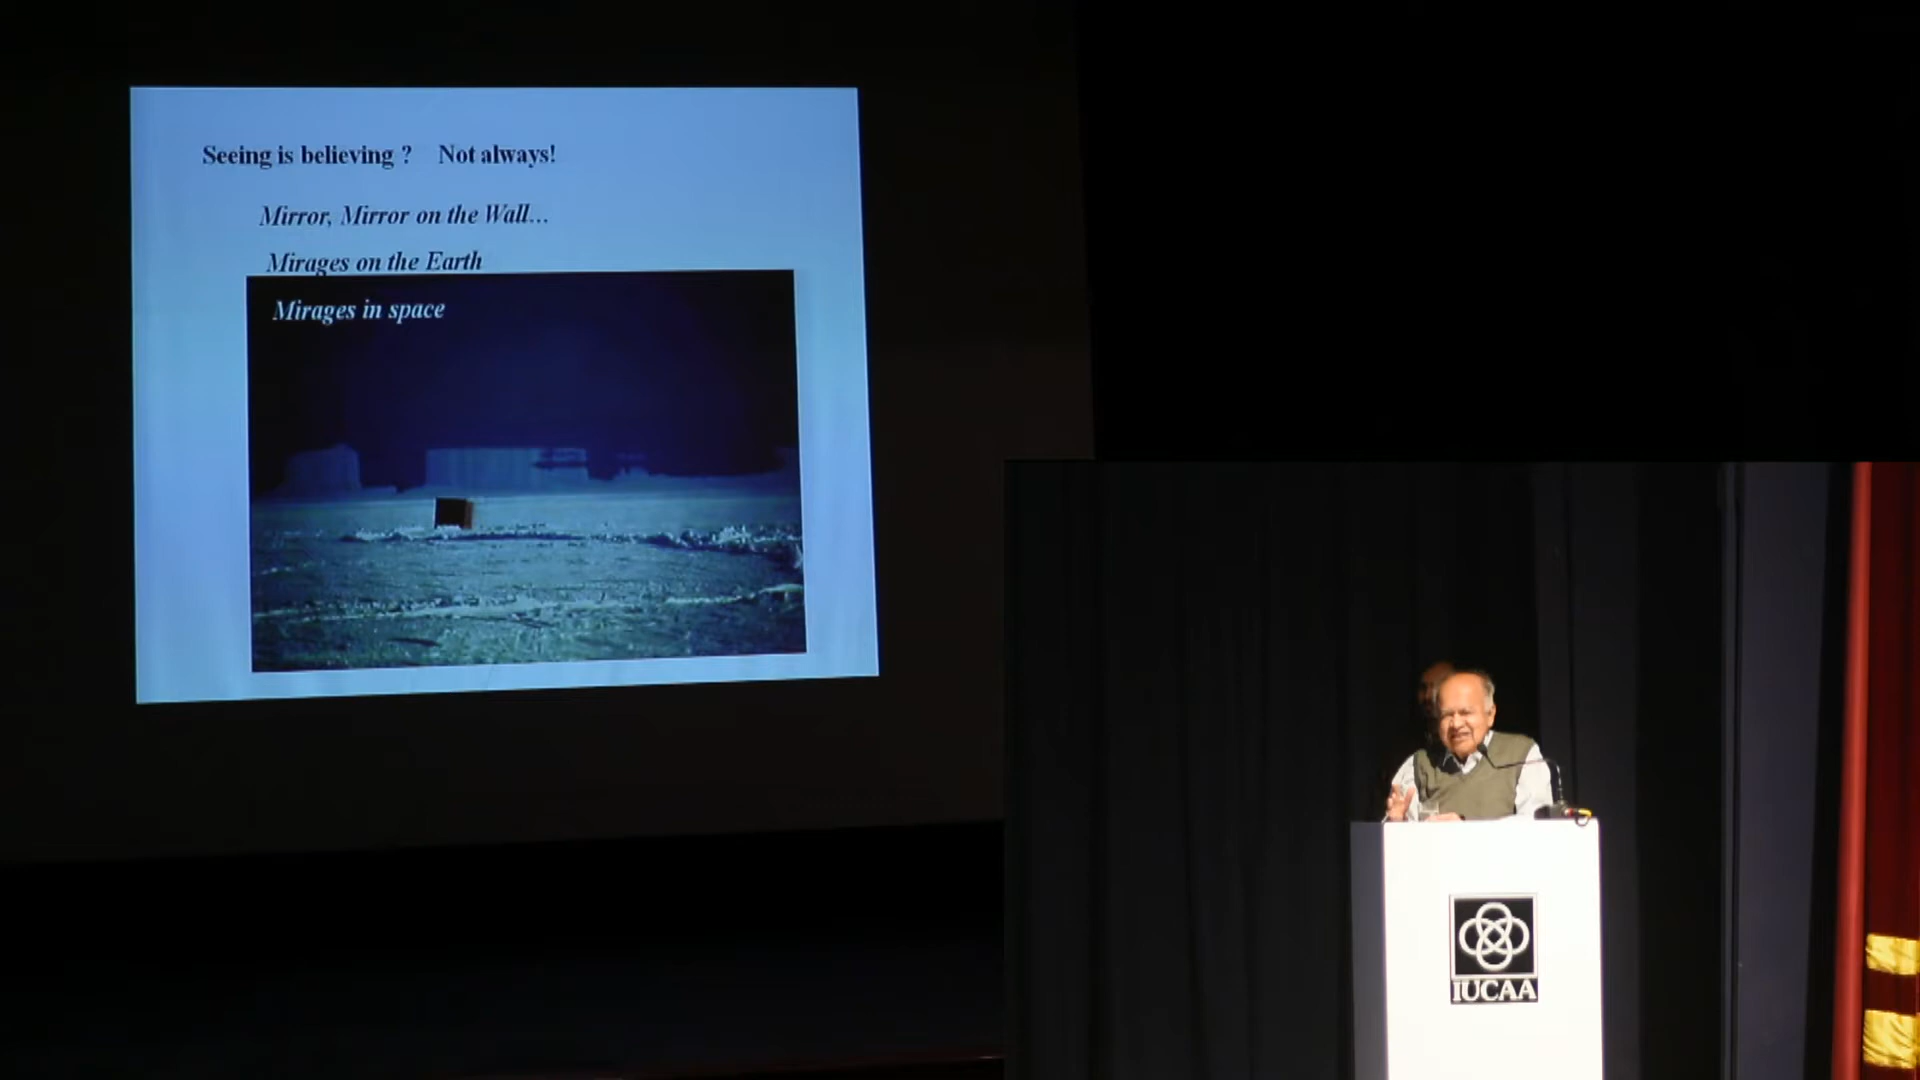 Seeing is believing ? Not always!
Mirror, Mirror on the Wall...
Mirages on the Earth
Mirages in space
IUCAA